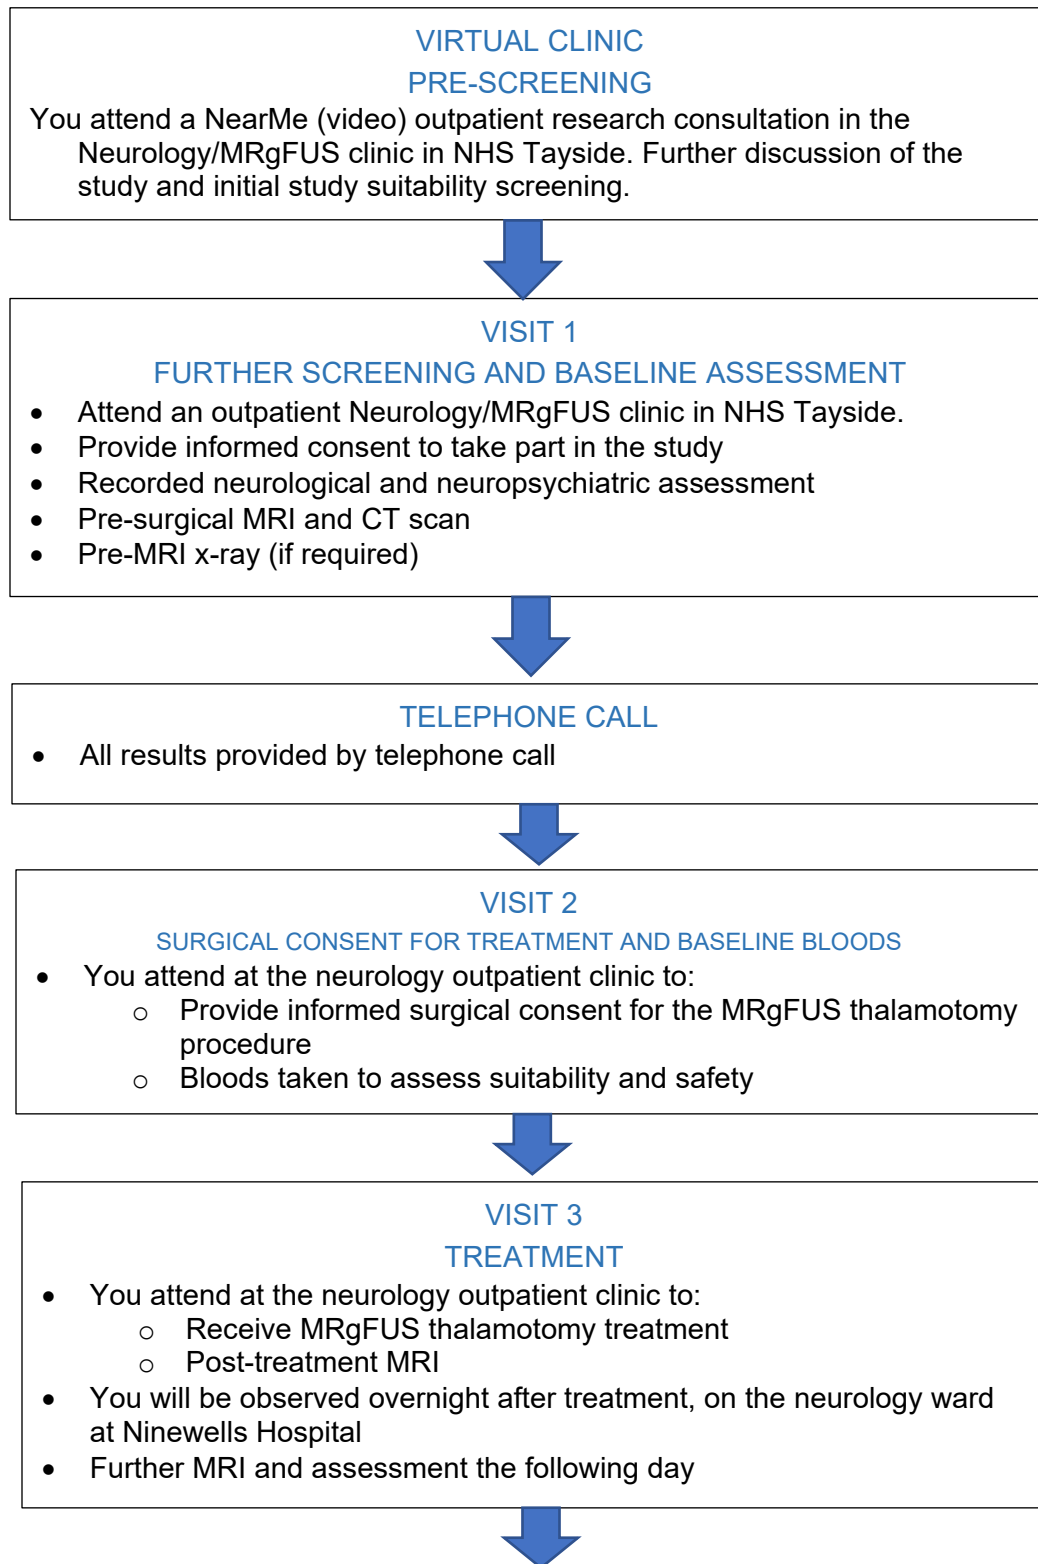 VIRTUAL CLINIC
PRE-SCREENING
You attend a NearMe (video) outpatient research consultation in the
Neurology/MRgFUS clinic in NHS Tayside. Further discussion of the
study and initial study suitability screening.
VISIT 1
FURTHER SCREENING AND BASELINE ASSESSMENT
• Attend an outpatient Neurology/MRgFUS clinic in NHS Tayside.
• Provide informed consent to take part in the study
• Recorded neurological and neuropsychiatric assessment
• Pre-surgical MRI and CT scan
• Pre-MRI x-ray (if required)
TELEPHONE CALL
• All results provided by telephone call
VISIT 2
SURGICAL CONSENT FOR TREATMENT AND BASELINE BLOODS
• You attend at the neurology outpatient clinic to:
o Provide informed surgical consent for the MRgFUS thalamotomy
procedure
o Bloods taken to assess suitability and safety
VISIT 3
TREATMENT
• You attend at the neurology outpatient clinic to:
o Receive MRgFUS thalamotomy treatment
o Post-treatment MRI
• You will be observed overnight after treatment, on the neurology ward
at Ninewells Hospital
• Further MRI and assessment the following day